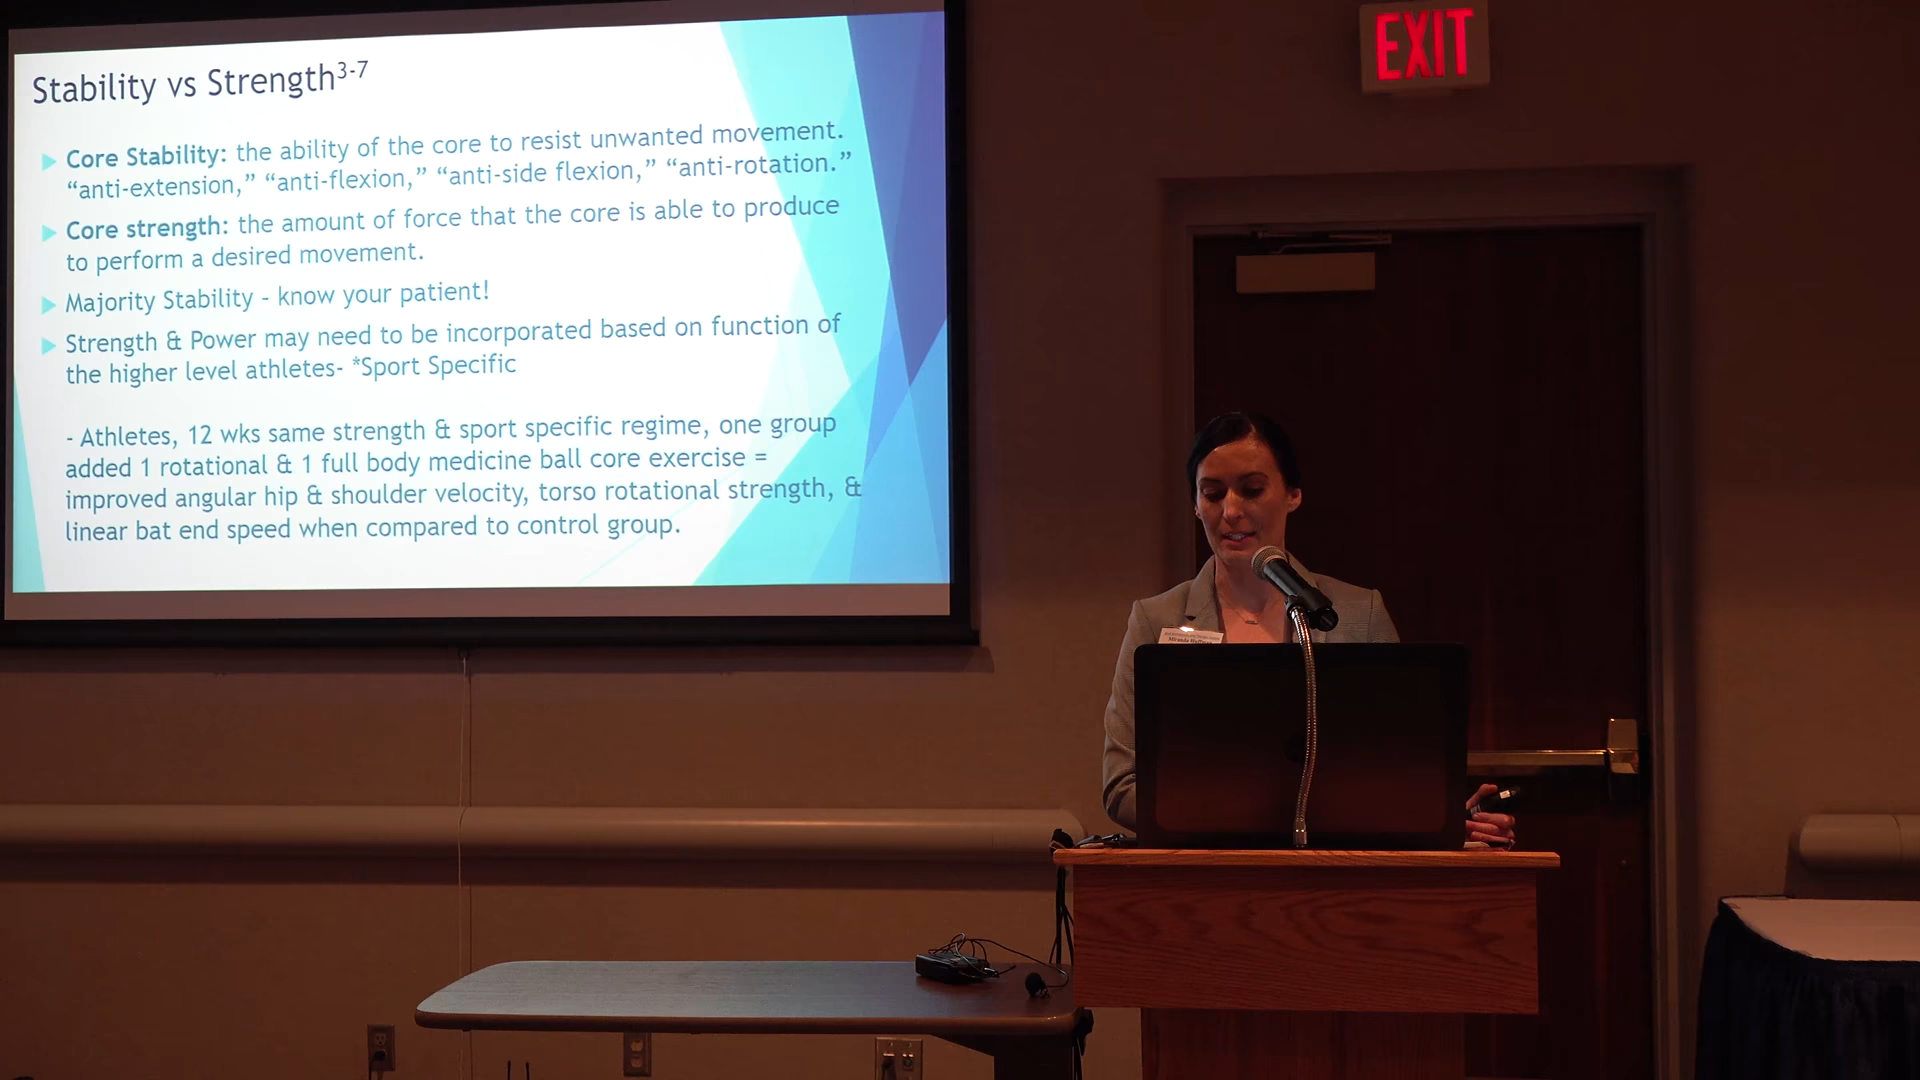 Stability vs Strength3-7
Core Stability: the ability of the core to resist unwanted movement.
“anti-extension,” “anti-flexion,” “anti-side flexion,” “anti-rotation.”
Core strength: the amount of force that the core is able to produce
to perform a desired movement.
Majority Stability - know your patient!
Strength & Power may need to be incorporated based on function of
the higher level athletes- *Sport Specific
- Athletes, 12 wks same strength & sport specific regime, one group
added 1 rotational & 1 full body medicine ball core exercise =
improved angular hip & shoulder velocity, torso rotational strength, &
linear bat end speed when compared to control group.
EXIT
Miranda